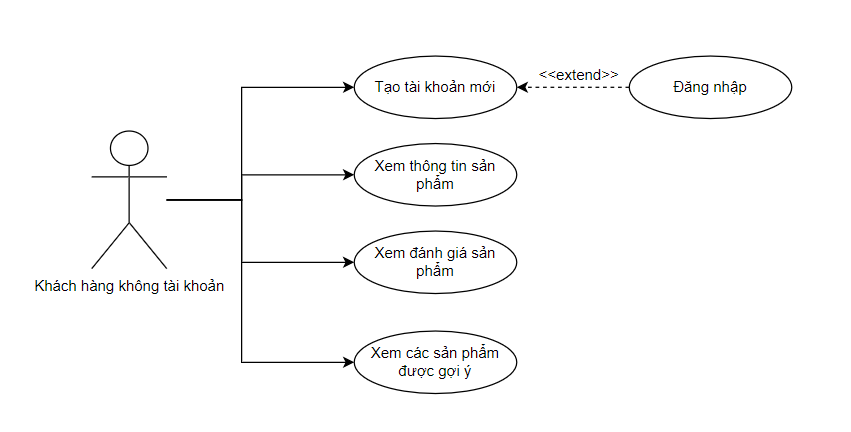 Tạo tài khoản mới
<<extend>>
Đăng nhập
Xem thông tin sản
phẩm
Xem đánh giá sản
phẩm
Khách hàng không tài khoản
Xem các sản phẩm
được gợi ý